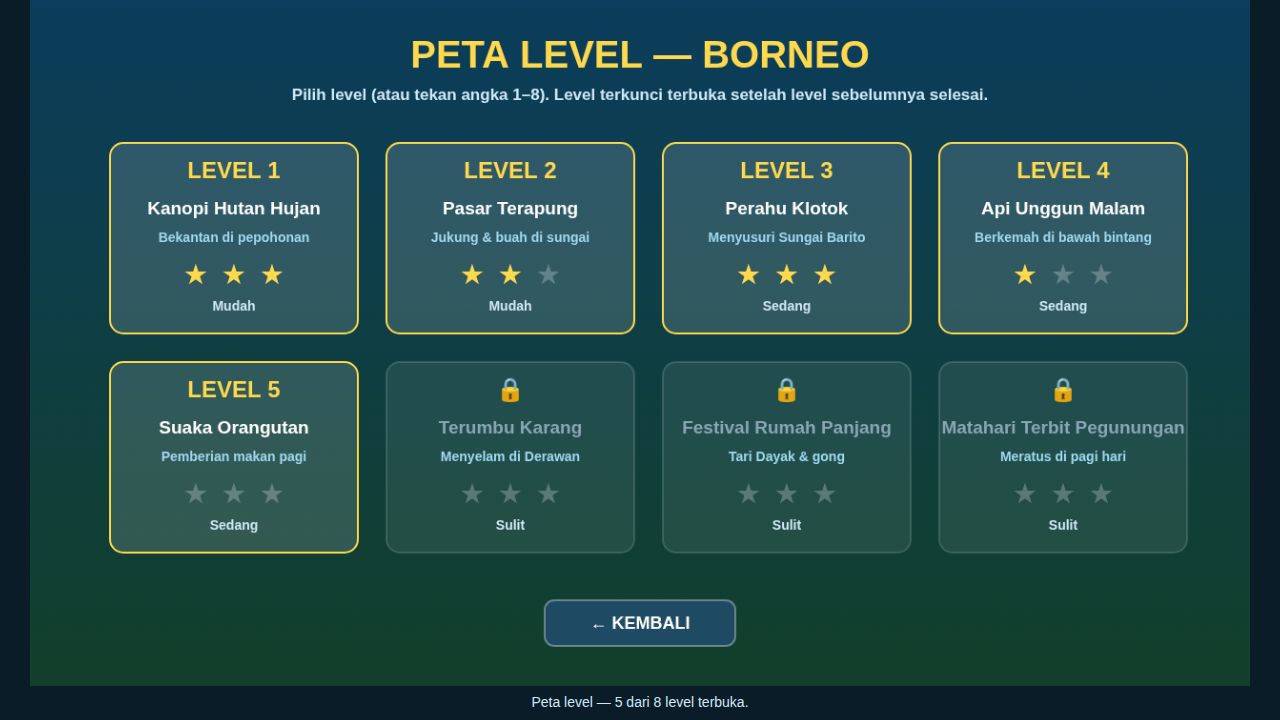 PETA LEVEL — BORNEO
Pilih level (atau tekan angka 1–8). Level terkunci terbuka setelah level sebelumnya selesai.
LEVEL 1
Kanopi Hutan Hujan
Bekantan di pepohonan
Mudah
LEVEL 2
Pasar Terapung
Jukung & buah di sungai
Mudah
LEVEL 3
Perahu Klotok
Menyusuri Sungai Barito
Sedang
LEVEL 4
Api Unggun Malam
Berkemah di bawah bintang
Sedang
LEVEL 5
Suaka Orangutan
Pemberian makan pagi
Sedang
Terumbu Karang
Menyelam di Derawan
Sulit
Festival Rumah Panjang
Tari Dayak & gong
Sulit
Matahari Terbit Pegunungan
Meratus di pagi hari
Sulit
← KEMBALI
Peta level — 5 dari 8 level terbuka.